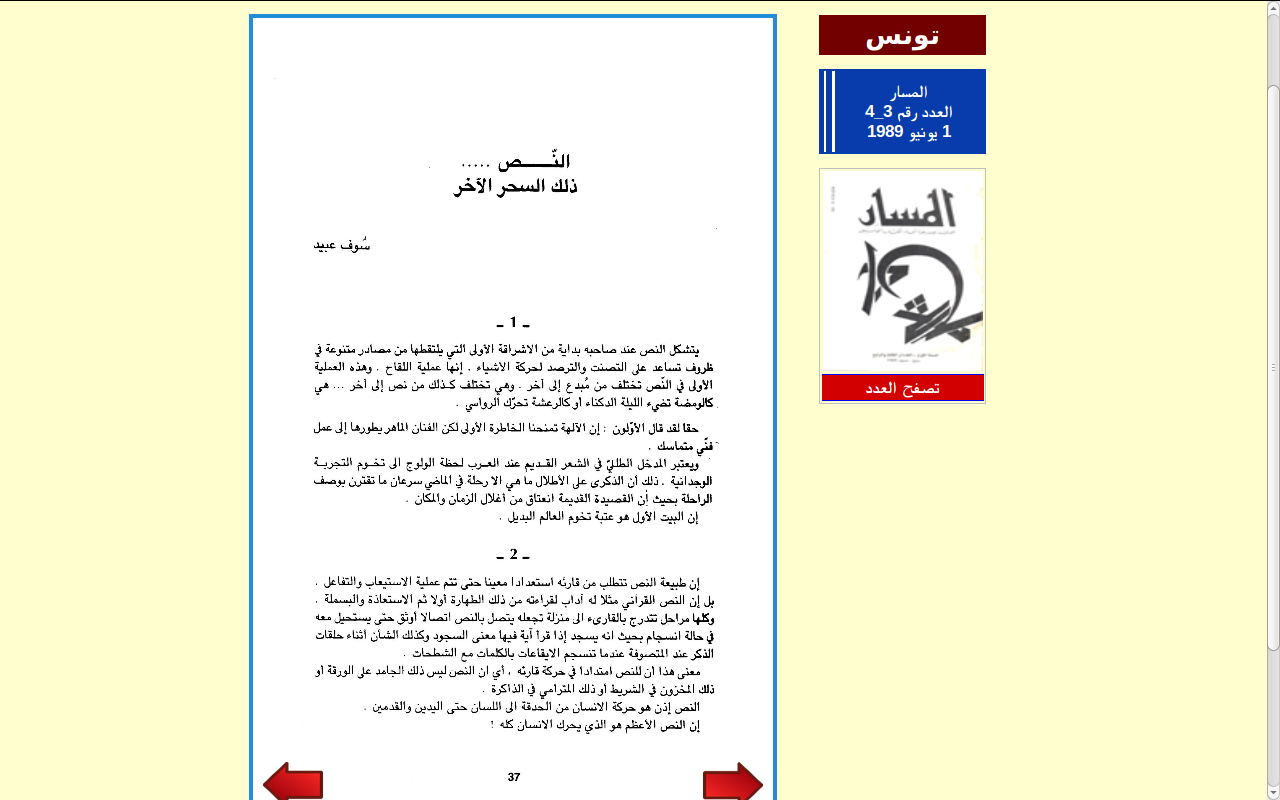 النّــــــص .....
ذلك السحر الآخر
سُوف عبيد
ـ 1 ـ
يتشكل النص عند صاحبه بداية من الاشراقة الأولى التي يلتقطها من مصادر متنوعة في
ظروف تساعد على التصنت والترصد لحركة الأشياء . إنها عملية اللقاح . وهذه العملية
الأولى في النّص تختلف من مُبدع إلى آخر . وهي تختلف كـذلك من نص إلى آخر ... هي
كالومضة تضيء الليلة الدكناء أو كالرعشة تحرّك الرواسي .
حقا لقد قال الأوّلون : إن الآلهة تمنحنا الخاطرة الأولى لكن الفنان الماهر يطورها إلى عمل
فنّي متماسك .
ويعتبر المدخل الطلليّ في الشعر القـديم عند العـرب لحظة الولوج الى تخـوم التجربـة
الوجدانية . ذلك أن الذكرى على الأطلال ما هي الا رحلة في الماضي سرعان ما تقترن بوصف
الراحلة بحيث أن القصيدة القديمة انعتاق من أغلال الزمان والمكان .
إن البيت الأول هو عتبة تخوم العالم البديل .
ـ 2 ـ
إن طبيعة النص تتطلب من قارئه استعدادا معينا حتى تتم عملية الاستيعاب والتفاعل .
بل إن النص القرآني مثلا له آداب لقراءته من ذلك الطهارة أولا ثم الاستعاذة والبسملة .
وكلها مراحل تتدرج بالقارىء الى منزلة تجعله يتصل بالنص اتصالا أوثق حتى يستحيل معه
في حالة انسجام بحيث انه يسجد إذا قرأ آية فيها معنى السجود وكذلك الشأن أثناء حلقات
الذكر عند المتصوفة عندما تنسجم الايقاعات بالكلمات مع الشطحات .
معنى هذا أن للنص امتدادا في حركة قارئه ، أي ان النص ليس ذلك الجامد على الورقة أو
ذلك المخزون في الشريط أو ذلك المترامي في الذاكرة .
النص إذن هو حركة الانسان من الحدقة الى اللسان حتى اليدين والقدمين .
إن النص الأعظم هو الذي يحرك الانسان كله !
37
تونس
المسار
العدد رقم 3_4
1 يونيو 1989
المسار
تصفح العدد